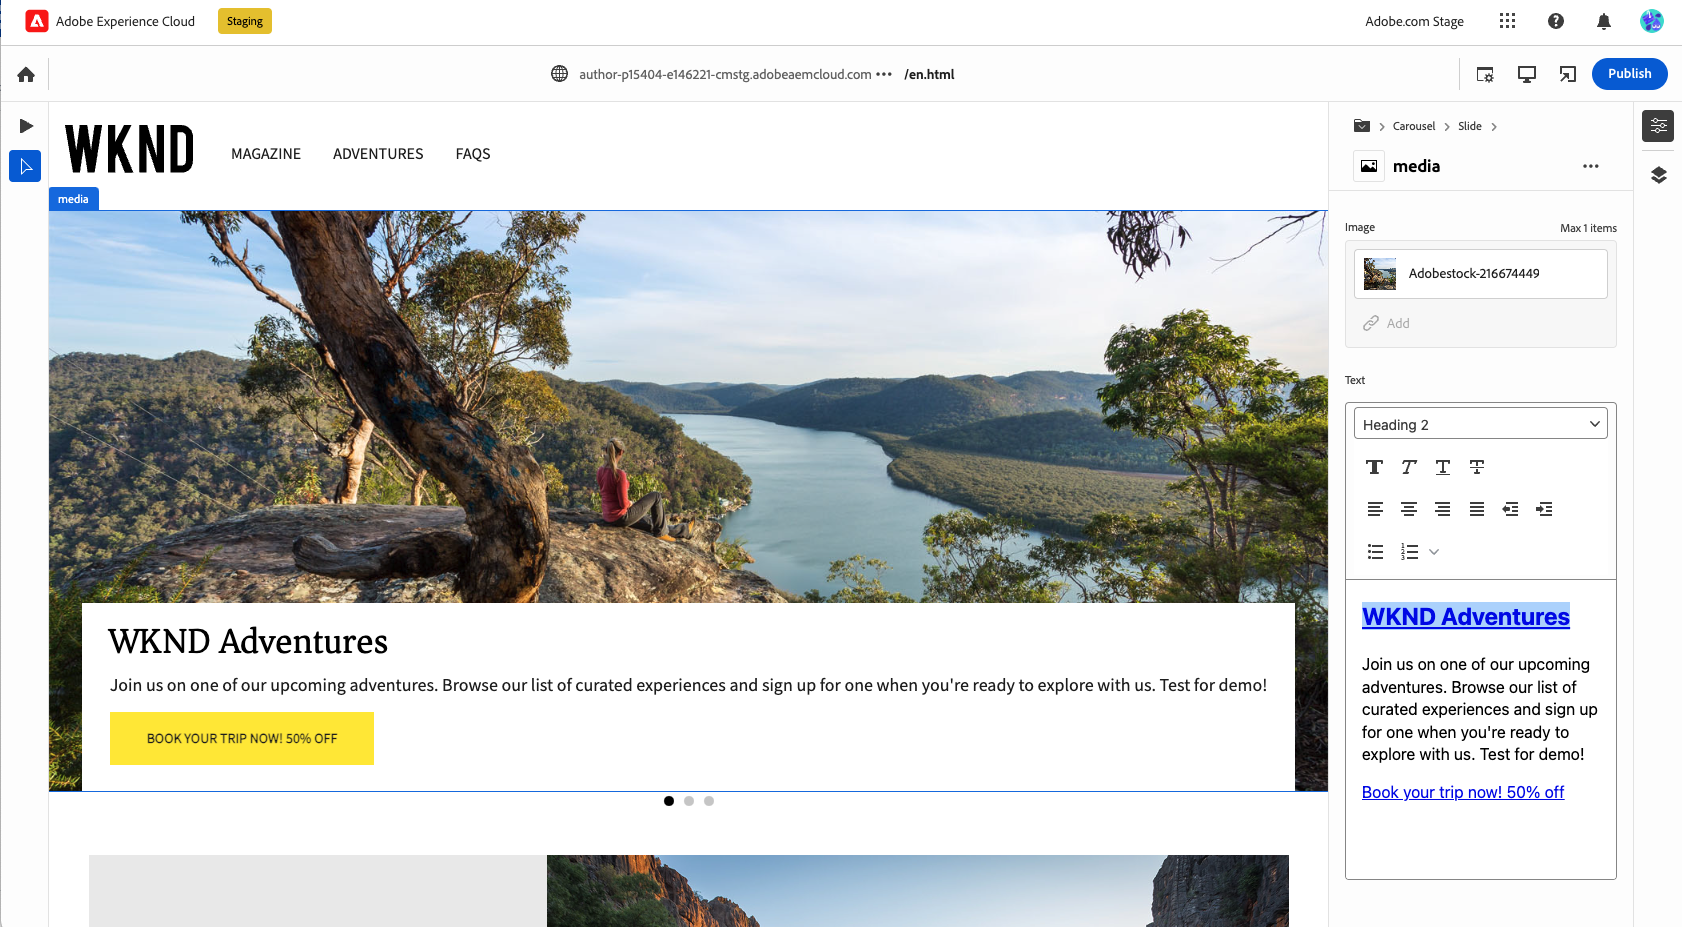 Adobe Experience Cloud
Staging
Adobe.com Stage
author-p15404-e146221-cmstg.adobeaemcloud.com ••• /en.html
Publish
WKND
MAGAZINE
ADVENTURES
FAQS
media
WKND Adventures
Join us on one of our upcoming adventures. Browse our list of curated experiences and sign up for one when you're ready to explore with us. Test for demo!
BOOK YOUR TRIP NOW! 50% OFF
Carousel > Slide >
media
Image
Max 1 items
Adobestock-216674449
Add
Text
Heading 2
WKND Adventures
Join us on one of our upcoming
adventures. Browse our list of
curated experiences and sign up
for one when you're ready to
explore with us. Test for demo!
Book your trip now! 50% off